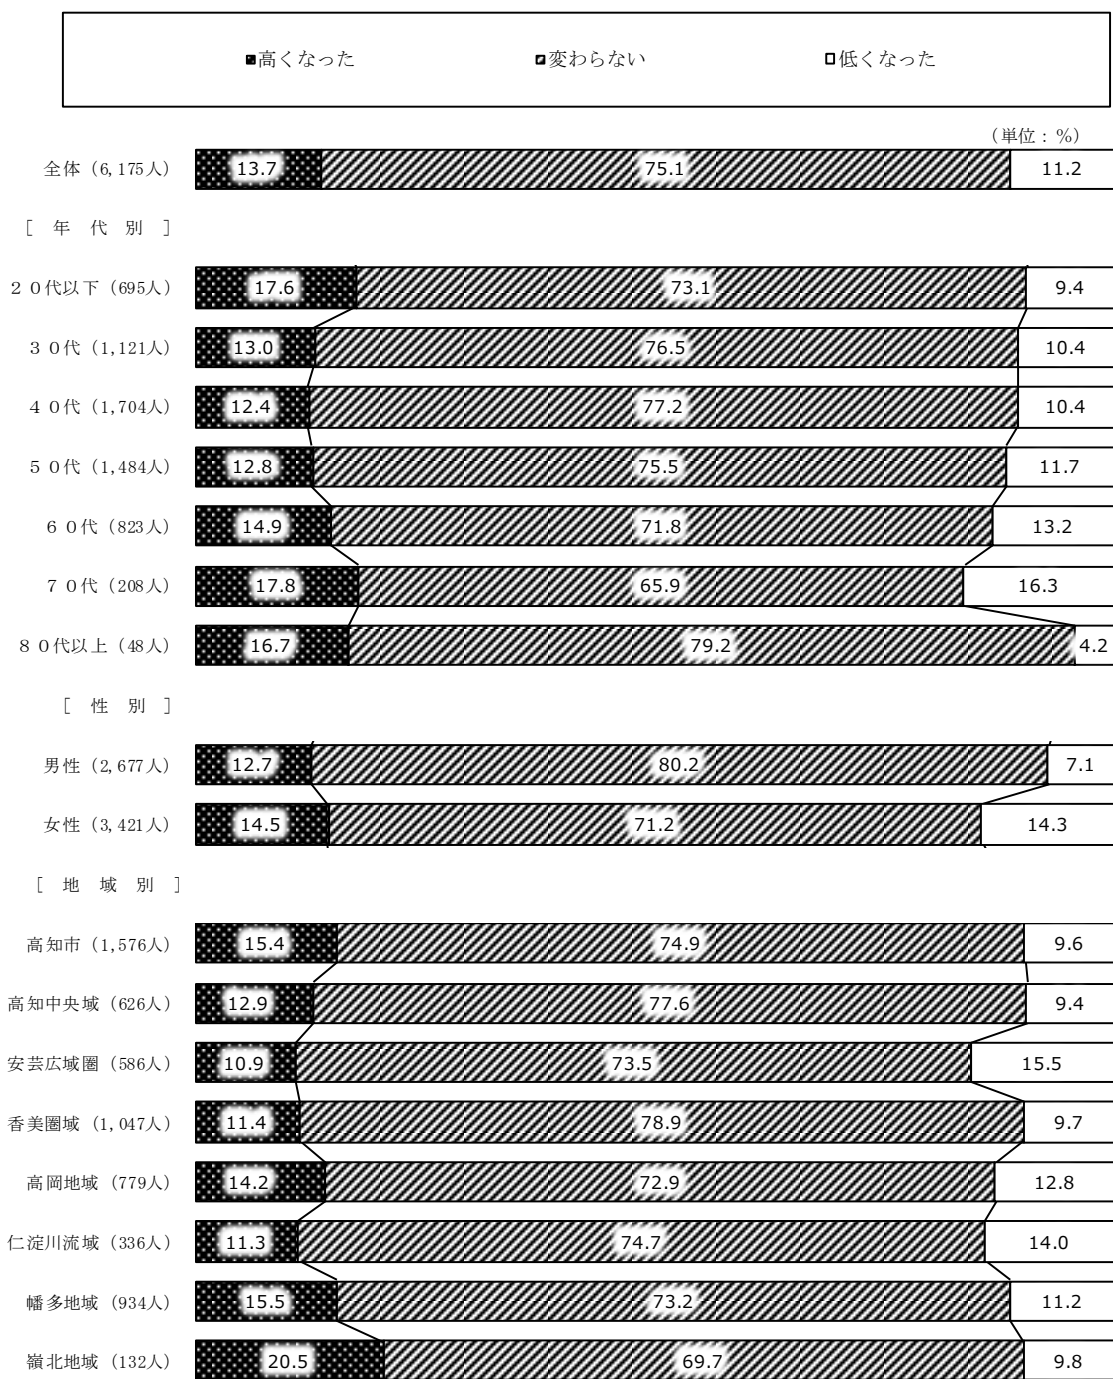 高くなった 変わらない 低くなった
(単位：%)
全体（6,175人） 13.7 75.1 11.2
［ 年 代 別 ］
２０代以下（695人） 17.6 73.1 9.4
３０代（1,121人） 13.0 76.5 10.4
４０代（1,704人） 12.4 77.2 10.4
５０代（1,484人） 12.8 75.5 11.7
６０代（823人） 14.9 71.8 13.2
７０代（208人） 17.8 65.9 16.3
８０代以上（48人） 16.7 79.2 4.2
［ 性 別 ］
男性（2,677人） 12.7 80.2 7.1
女性（3,421人） 14.5 71.2 14.3
［ 地 域 別 ］
高知市（1,576人） 15.4 74.9 9.6
高知中央域（626人） 12.9 77.6 9.4
安芸広域圏（586人） 10.9 73.5 15.5
香美圏域（1,047人） 11.4 78.9 9.7
高岡地域（779人） 14.2 72.9 12.8
仁淀川流域（336人） 11.3 74.7 14.0
幡多地域（934人） 15.5 73.2 11.2
嶺北地域（132人） 20.5 69.7 9.8